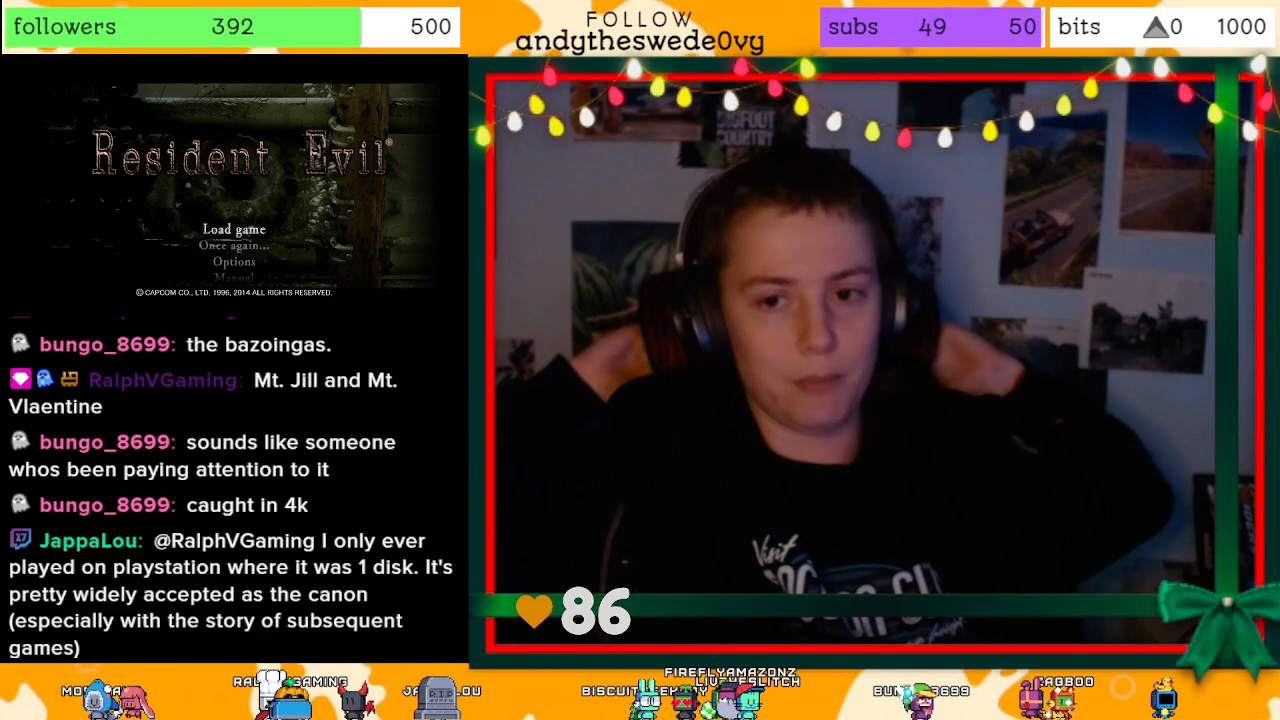 followers 392 500
FOLLOW
andytheswede0vy
subs 49 50
bits 0 1000
Resident Evil
Load game
Once again...
Options
Manual
© CAPCOM CO., LTD. 1996, 2014 ALL RIGHTS RESERVED.
bungo_8699: the bazoingas.
RalphVGaming: Mt. Jill and Mt.
Vlaentine
bungo_8699: sounds like someone
whos been paying attention to it
bungo_8699: caught in 4k
JappaLou: @RalphVGaming I only ever
played on playstation where it was 1 disk. It's
pretty widely accepted as the canon
(especially with the story of subsequent
games)
BIGFOOT
COUNTRY
Visit
86
FIREFLYAMAZONZ
R.I.P